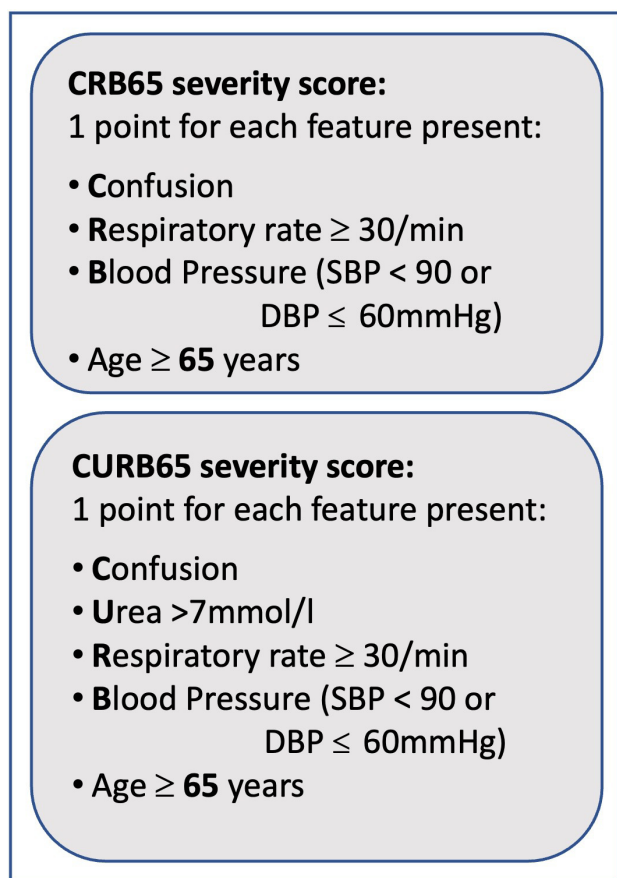 CRB65 severity score:
1 point for each feature present:
• Confusion
• Respiratory rate ≥ 30/min
• Blood Pressure (SBP < 90 or
DBP ≤ 60mmHg)
• Age ≥ 65 years
CURB65 severity score:
1 point for each feature present:
• Confusion
• Urea >7mmol/l
• Respiratory rate ≥ 30/min
• Blood Pressure (SBP < 90 or
DBP ≤ 60mmHg)
• Age ≥ 65 years